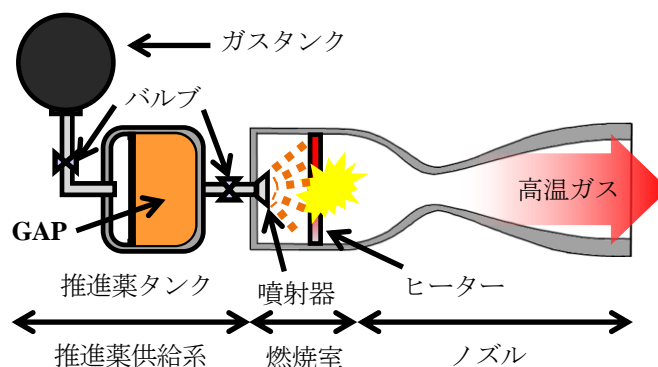 ガスタンク
バルブ
GAP
高温ガス
推進薬タンク
噴射器
ヒーター
推進薬供給系
燃焼室
ノズル